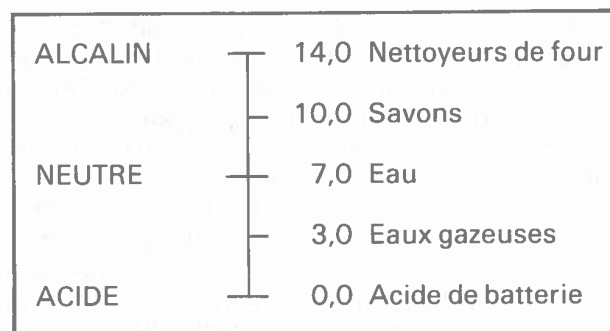 ALCALIN 14,0 Nettoyeurs de four
10,0 Savons
NEUTRE 7,0 Eau
3,0 Eaux gazeuses
ACIDE 0,0 Acide de batterie